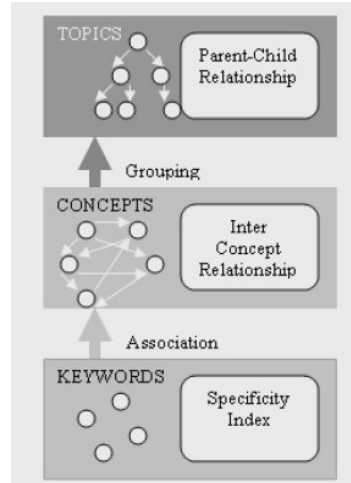 TOPICS
Parent-Child
Relationship
Grouping
CONCEPTS
Inter
Concept
Relationship
Association
KEYWORDS
Specificity
Index